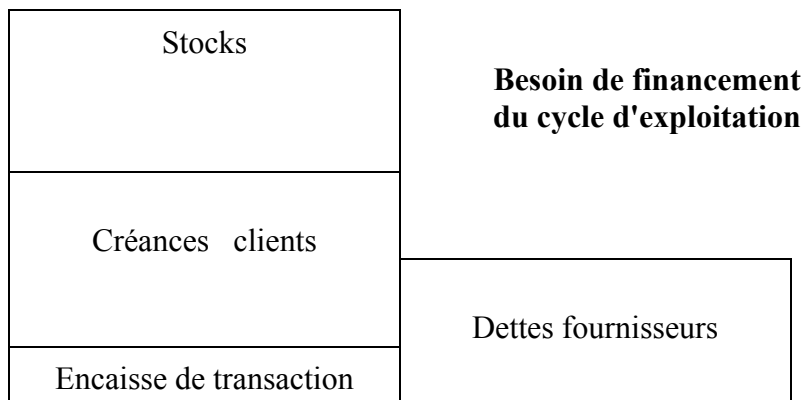 Stocks
Besoin de financement
du cycle d'exploitation
Créances clients
Dettes fournisseurs
Encaisse de transaction